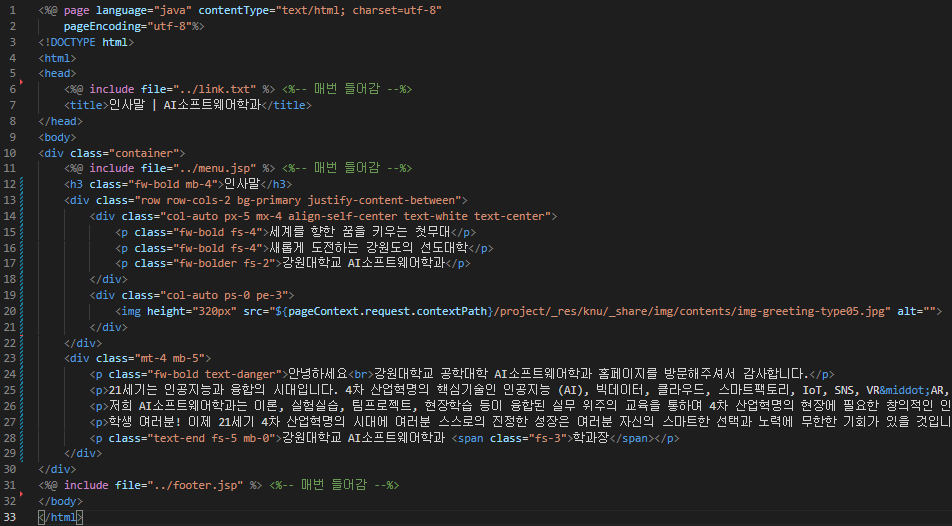 1 <%@ page language="java" contentType="text/html; charset=utf-8"
2 pageEncoding="utf-8"%>
3 <!DOCTYPE html>
4 <html>
5 <head>
6 <%@ include file="../link.txt" %> <%-- 매번 들어감 --%>
7 <title>인사말 | AI소프트웨어학과</title>
8 </head>
9 <body>
10 <div class="container">
11 <%@ include file="../menu.jsp" %> <%-- 매번 들어감 --%>
12 <h3 class="fw-bold mb-4">인사말</h3>
13 <div class="row row-cols-2 bg-primary justify-content-between">
14 <div class="col-auto px-5 mx-4 align-self-center text-white text-center">
15 <p class="fw-bold fs-4">세계를 향한 꿈을 키우는 첫무대</p>
16 <p class="fw-bold fs-4">새롭게 도전하는 강원도의 선도대학</p>
17 <p class="fw-bolder fs-2">강원대학교 AI소프트웨어학과</p>
18 </div>
19 <div class="col-auto ps-0 pe-3">
20 <img height="320px" src="${pageContext.request.contextPath}/project/_res/knu/_share/img/contents/img-greeting-type05.jpg" alt="">
21 </div>
22 </div>
23 <div class="mt-4 mb-5">
24 <p class="fw-bold text-danger">안녕하세요<br>강원대학교 공학대학 AI소프트웨어학과 홈페이지를 방문해주셔서 감사합니다.</p>
25 <p>21세기는 인공지능과 융합의 시대입니다. 4차 산업혁명의 핵심기술인 인공지능 (AI), 빅데이터, 클라우드, 스마트팩토리, IoT, SNS, VR&middot;AR,
26 <p>저희 AI소프트웨어학과는 이론, 실험실습, 팀프로젝트, 현장학습 등이 융합된 실무 위주의 교육을 통하여 4차 산업혁명의 현장에 필요한 창의적인 인
27 <p>학생 여러분! 이제 21세기 4차 산업혁명의 시대에 여러분 스스로의 진정한 성장은 여러분 자신의 스마트한 선택과 노력에 무한한 기회가 있을 것입니
28 <p class="text-end fs-5 mb-0">강원대학교 AI소프트웨어학과 <span class="fs-3">학과장</span></p>
29 </div>
30 </div>
31 <%@ include file="../footer.jsp" %> <%-- 매번 들어감 --%>
32 </body>
33 </html>